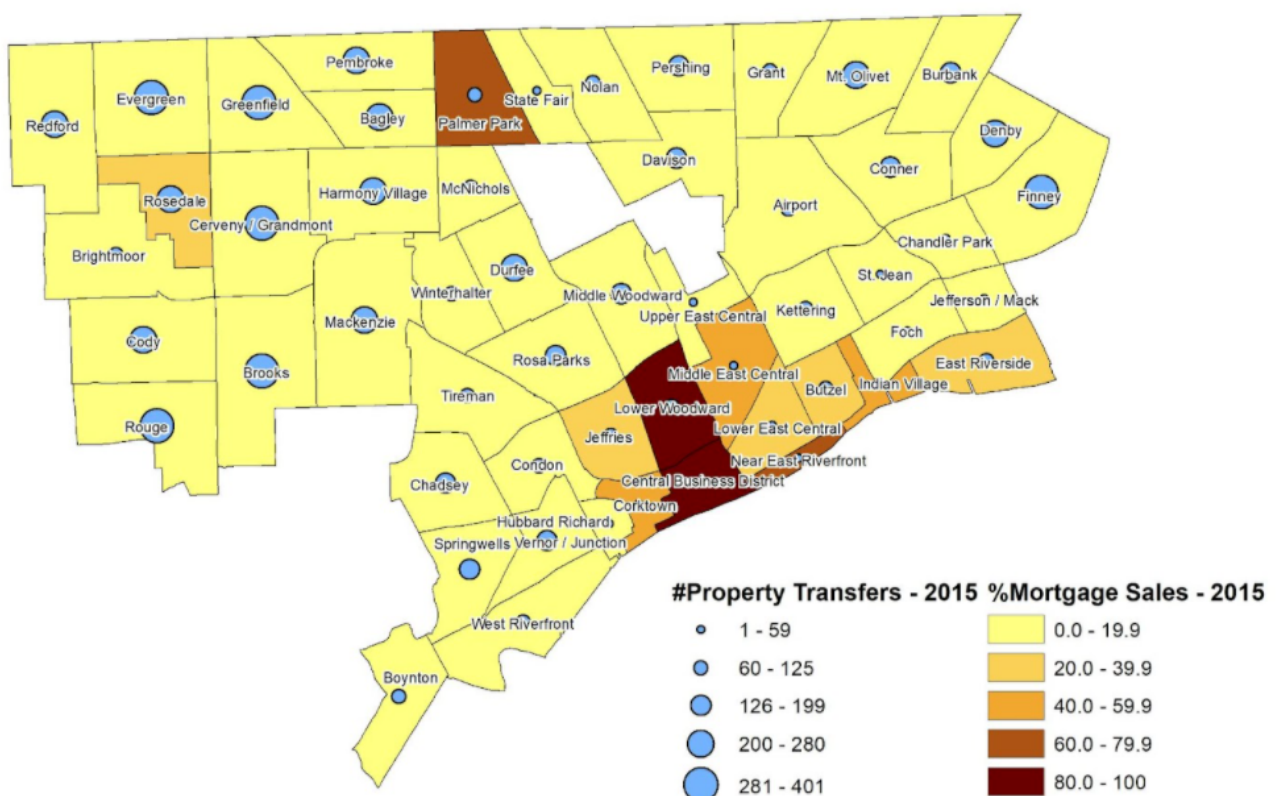 Pembroke
Evergreen
Greenfield
Redford
Bagley
Palmer Park
State Fair
Nolan
Pershing
Grant
Mt. Olivet
Burbank
Denby
Davison
Conner
Finney
Rosedale
Harmony Village
McNichols
Cerveny / Grandmont
Airport
Brightmoor
Chandler Park
Durfee
St. Jean
Winterhalter
Middle Woodward
Jefferson / Mack
Upper East Central
Kettering
Mackenzie
Foch
Cody
Rosa Parks
East Riverside
Brooks
Middle East Central
Indian Village
Butzel
Tireman
Lower Woodward
Rouge
Jeffries
Lower East Central
Near East Riverfront
Condon
Central Business District
Chadsey
Corktown
Hubbard Richard
Springwells
Vernor / Junction
West Riverfront
Boynton
#Property Transfers - 2015
1 - 59
60 - 125
126 - 199
200 - 280
281 - 401
%Mortgage Sales - 2015
0.0 - 19.9
20.0 - 39.9
40.0 - 59.9
60.0 - 79.9
80.0 - 100